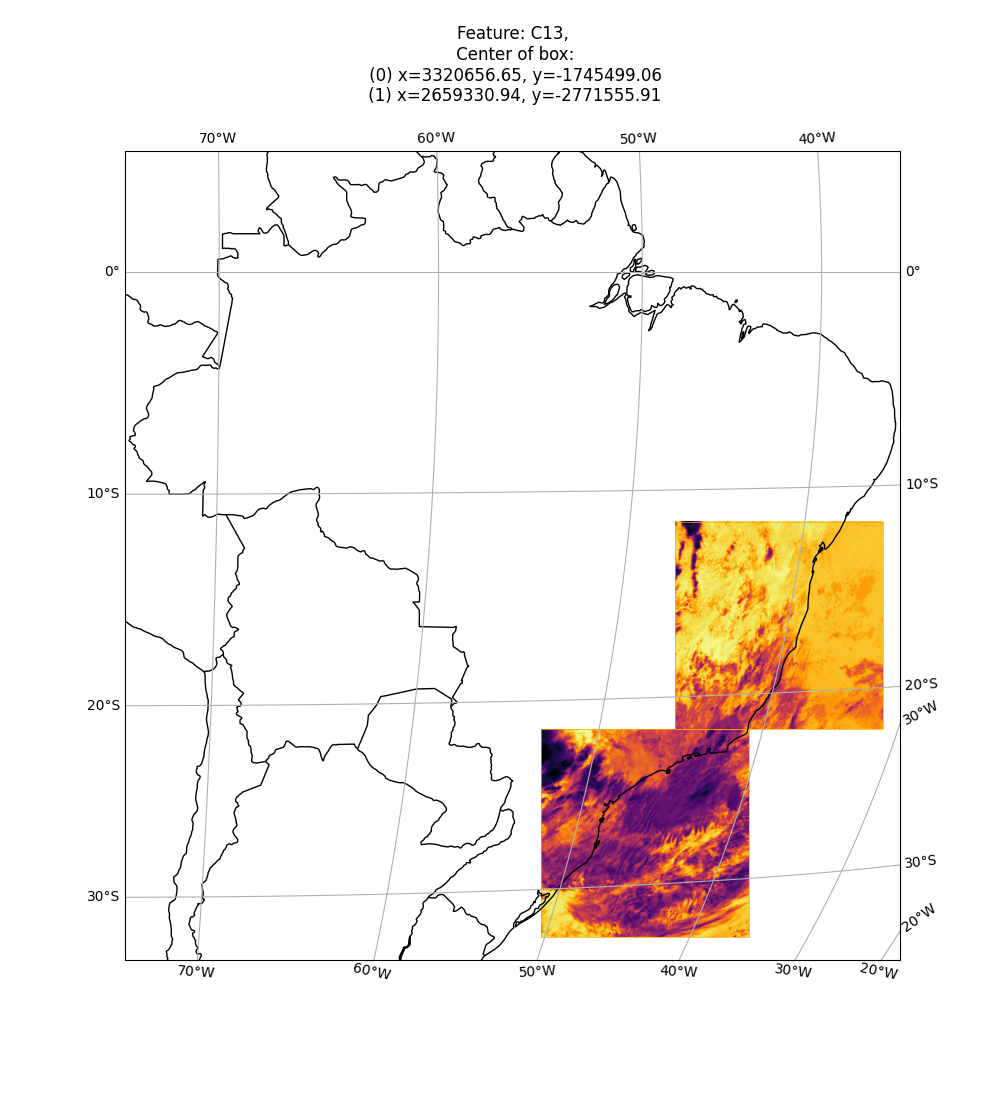 Feature: C13,
Center of box:
(0) x=3320656.65, y=-1745499.06
(1) x=2659330.94, y=-2771555.91
70°W 60°W 50°W 40°W
0° 0°
10°S 10°S
20°S 20°S
30°W
30°S 30°S
20°W
70°W 60°W 50°W 40°W 30°W 20°W